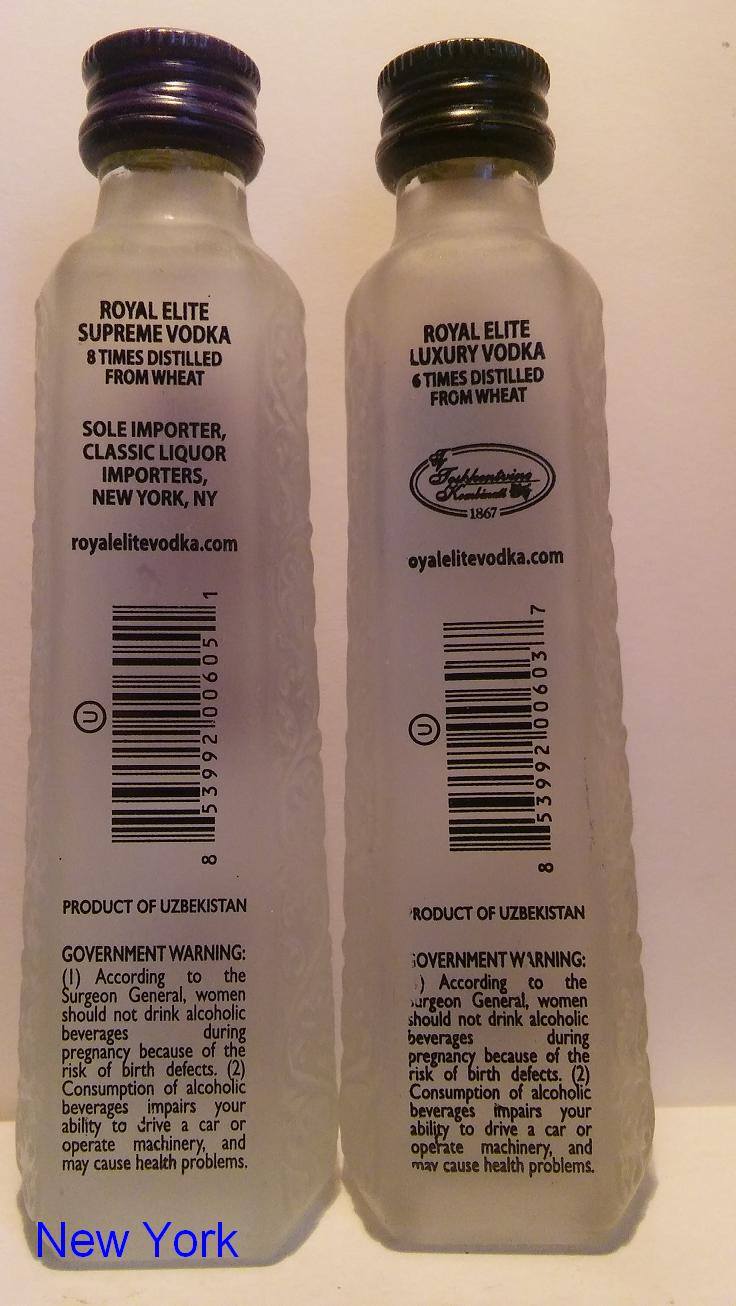 ROYAL ELITE
SUPREME VODKA
8 TIMES DISTILLED
FROM WHEAT
SOLE IMPORTER,
CLASSIC LIQUOR
IMPORTERS,
NEW YORK, NY
royalelitevodka.com
8 53992 00605 1
U
PRODUCT OF UZBEKISTAN
GOVERNMENT WARNING:
(1) According to the
Surgeon General, women
should not drink alcoholic
beverages during
pregnancy because of the
risk of birth defects. (2)
Consumption of alcoholic
beverages impairs your
ability to drive a car or
operate machinery, and
may cause health problems.
ROYAL ELITE
LUXURY VODKA
6 TIMES DISTILLED
FROM WHEAT
Toshkentvino
Kombinati
1867
oyalelitevodka.com
8 53992 00603 7
U
PRODUCT OF UZBEKISTAN
GOVERNMENT WARNING:
) According to the
urgeon General, women
should not drink alcoholic
beverages during
pregnancy because of the
risk of birth defects. (2)
Consumption of alcoholic
beverages impairs your
ability to drive a car or
operate machinery, and
may cause health problems.
New York